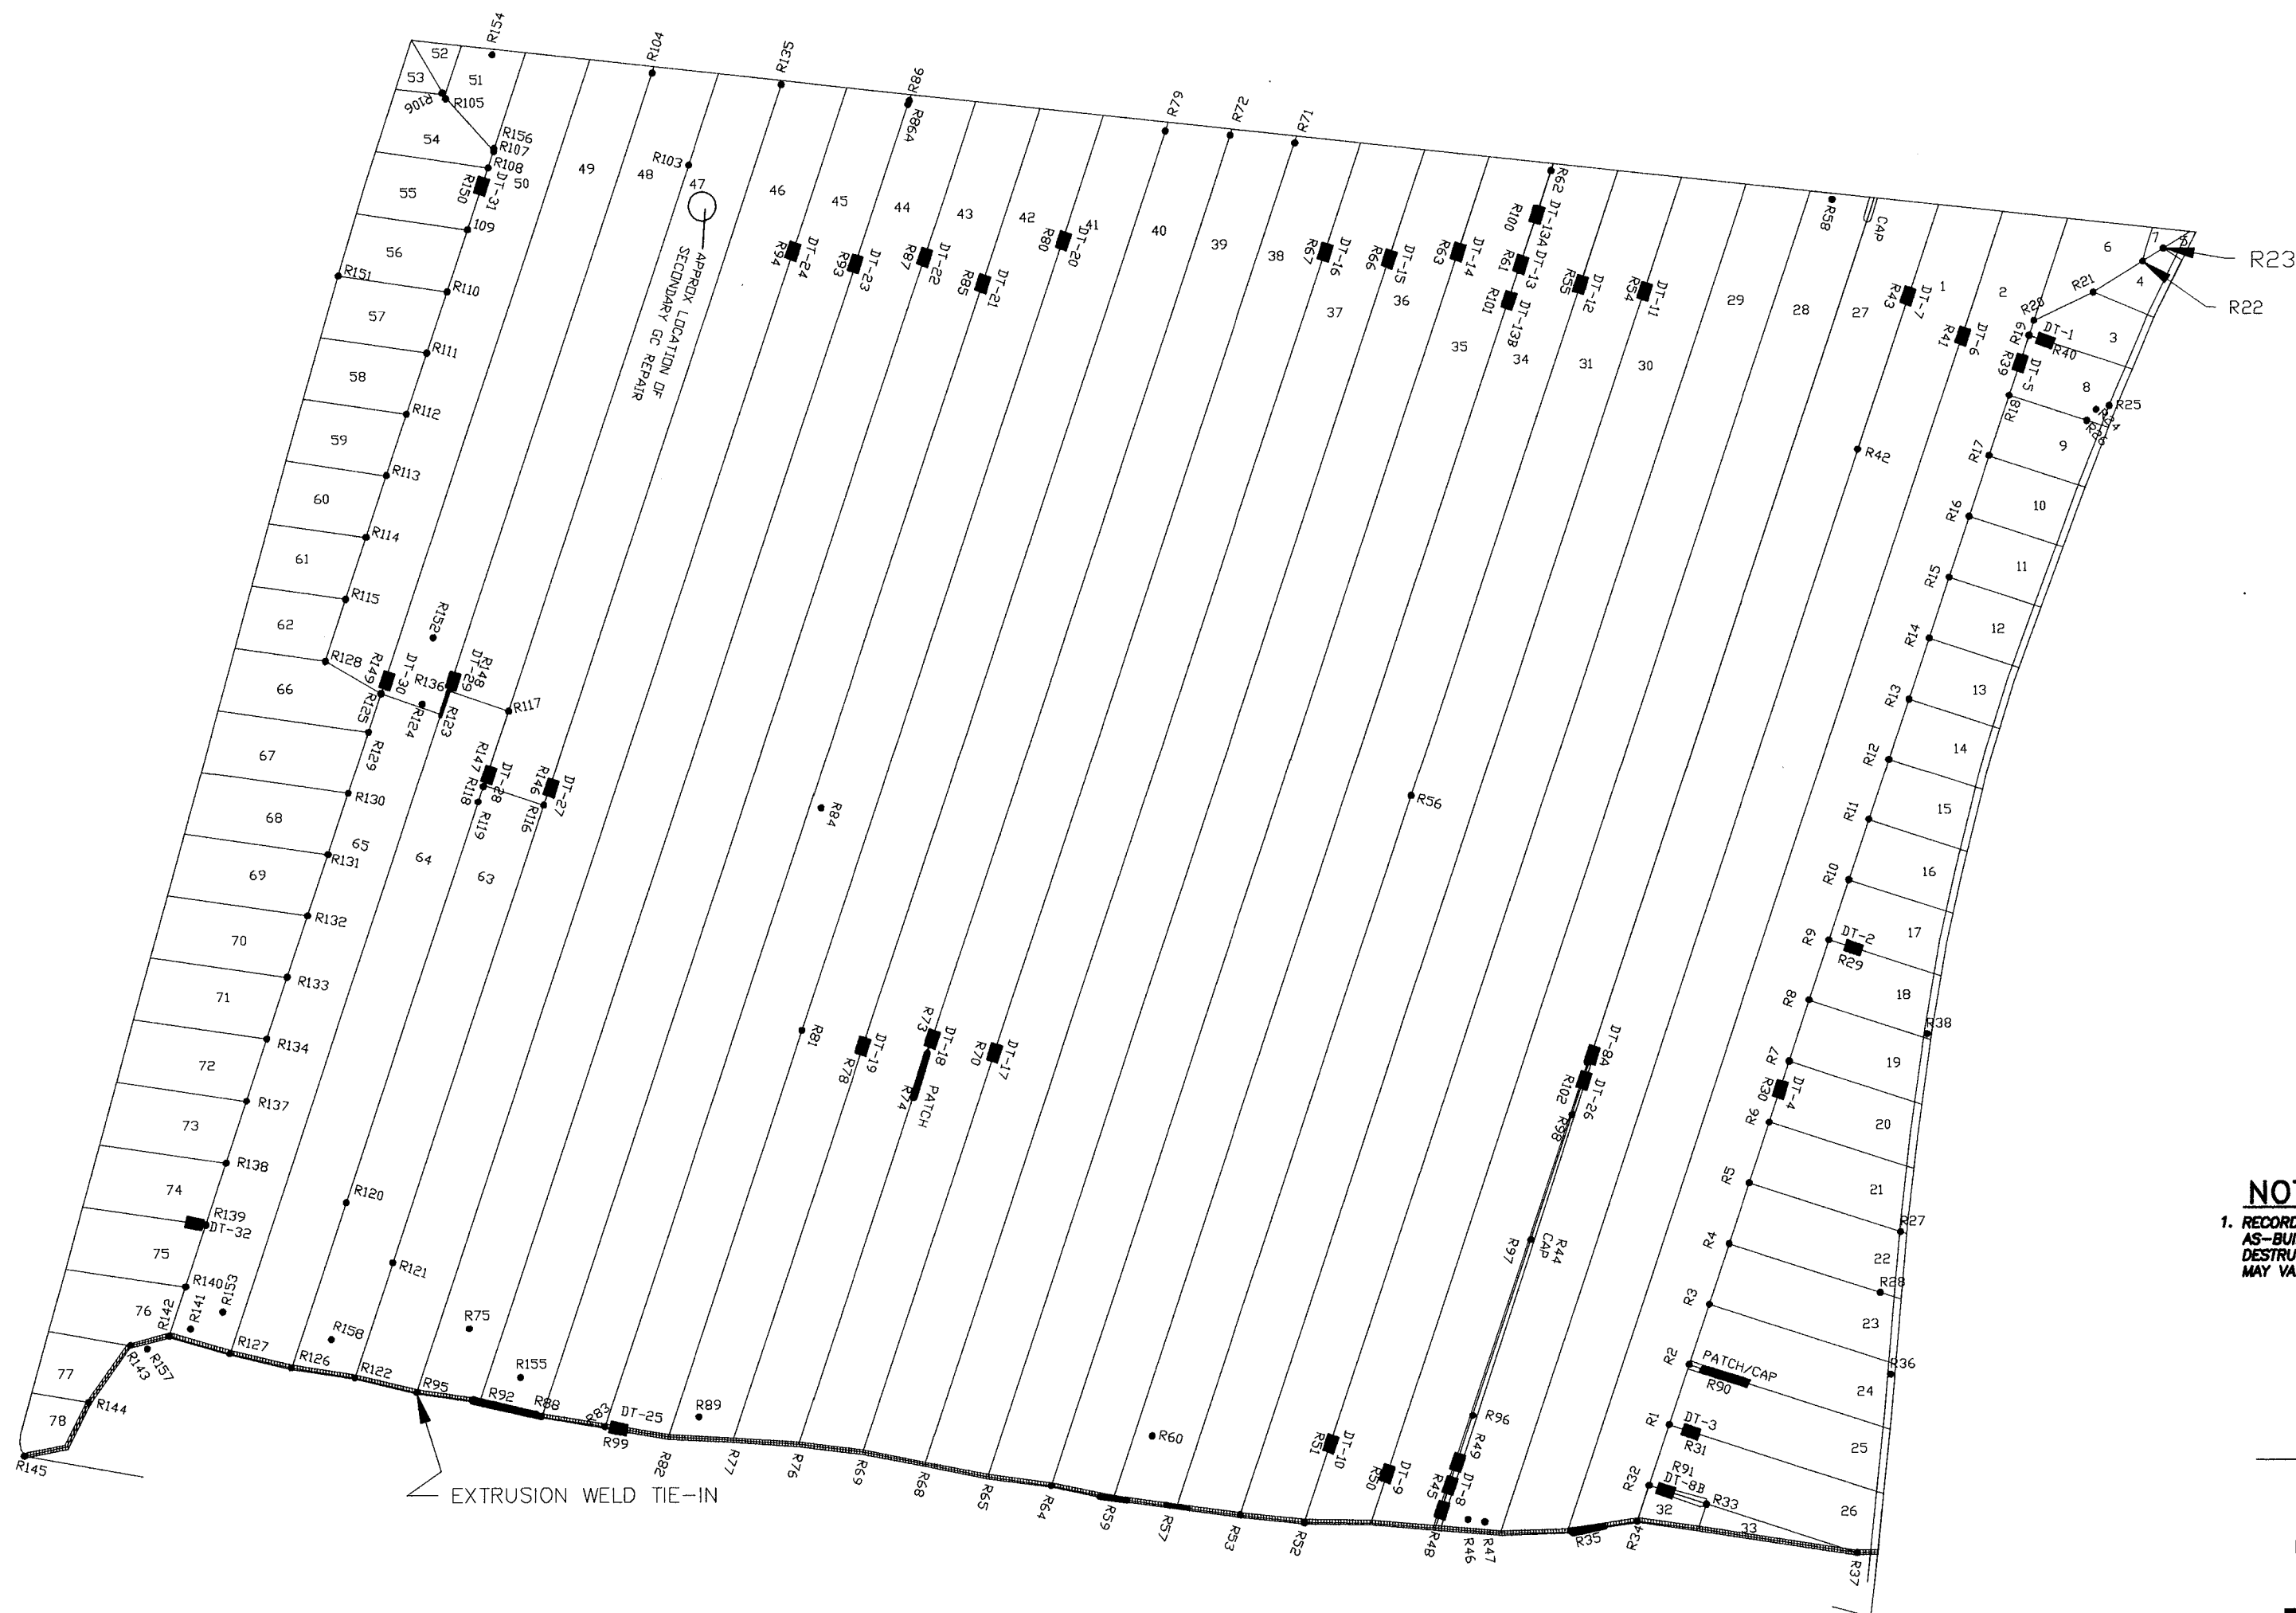 R154
R104
R135
R86
R86A
R79
R72
R71
R62
R58
CAP
52
53
51
R106
R105
R156
R107
R108
54
R150
DT-31
50
49
48
R103
47
46
45
44
43
42
41
40
39
38
55
109
56
R151
R110
57
R111
58
R112
59
R113
60
R114
61
R115
62
R128
APPROX LOCATION OF
SECONDARY GC REPAIR
R94
DT-24
R93
DT-23
R87
DT-22
R85
DT-21
R80
DT-20
R67
DT-16
R66
DT-15
R63
DT-14
R100
DT-13A
R61
DT-13
R101
DT-13B
R55
DT-12
R54
DT-11
37
36
35
34
31
30
29
28
27
R43
DT-7
1
R41
DT-6
2
6
7
5
4
R23
R22
R21
R20
3
R19
DT-1
R40
R39
DT-5
8
R25
R24
R26
R18
9
R42
R17
10
R16
11
R15
12
R14
13
R13
14
R12
15
R11
16
R10
17
R9
DT-2
R29
18
R8
R38
19
R7
R30
DT-4
20
R6
21
R5
R27
22
R4
R28
R3
23
R36
R2
PATCH/CAP
R90
24
R1
DT-3
R31
25
R91
R32
DT-8B
R33
32
33
26
R34
R35
R37
R152
R149
DT-30
R136
DT-29
R148
R125
R124
R123
R117
66
R129
67
R147
DT-28
R146
DT-27
R118
R119
R116
R130
68
65
64
63
R131
69
R132
70
R133
71
R134
72
R137
73
R138
74
R139
DT-32
75
R140
R141
R153
76
R142
R143
R157
77
R144
78
R145
R120
R121
R127
R126
R158
R122
R75
R155
R95
R92
R88
R83
DT-25
R99
R89
R82
R77
R76
R69
R68
R65
R64
R59
R57
R53
R52
EXTRUSION WELD TIE-IN
R84
R81
R78
DT-19
R73
DT-18
R74
PATCH
R70
DT-17
R60
R56
DT-8A
R102
DT-26
R98
R97
R44
CAP
R96
R51
DT-10
R50
DT-9
R49
R45
DT-8
R48
R46
R47
NOT
1. RECORD
AS-BUI
DESTRU
MAY VA